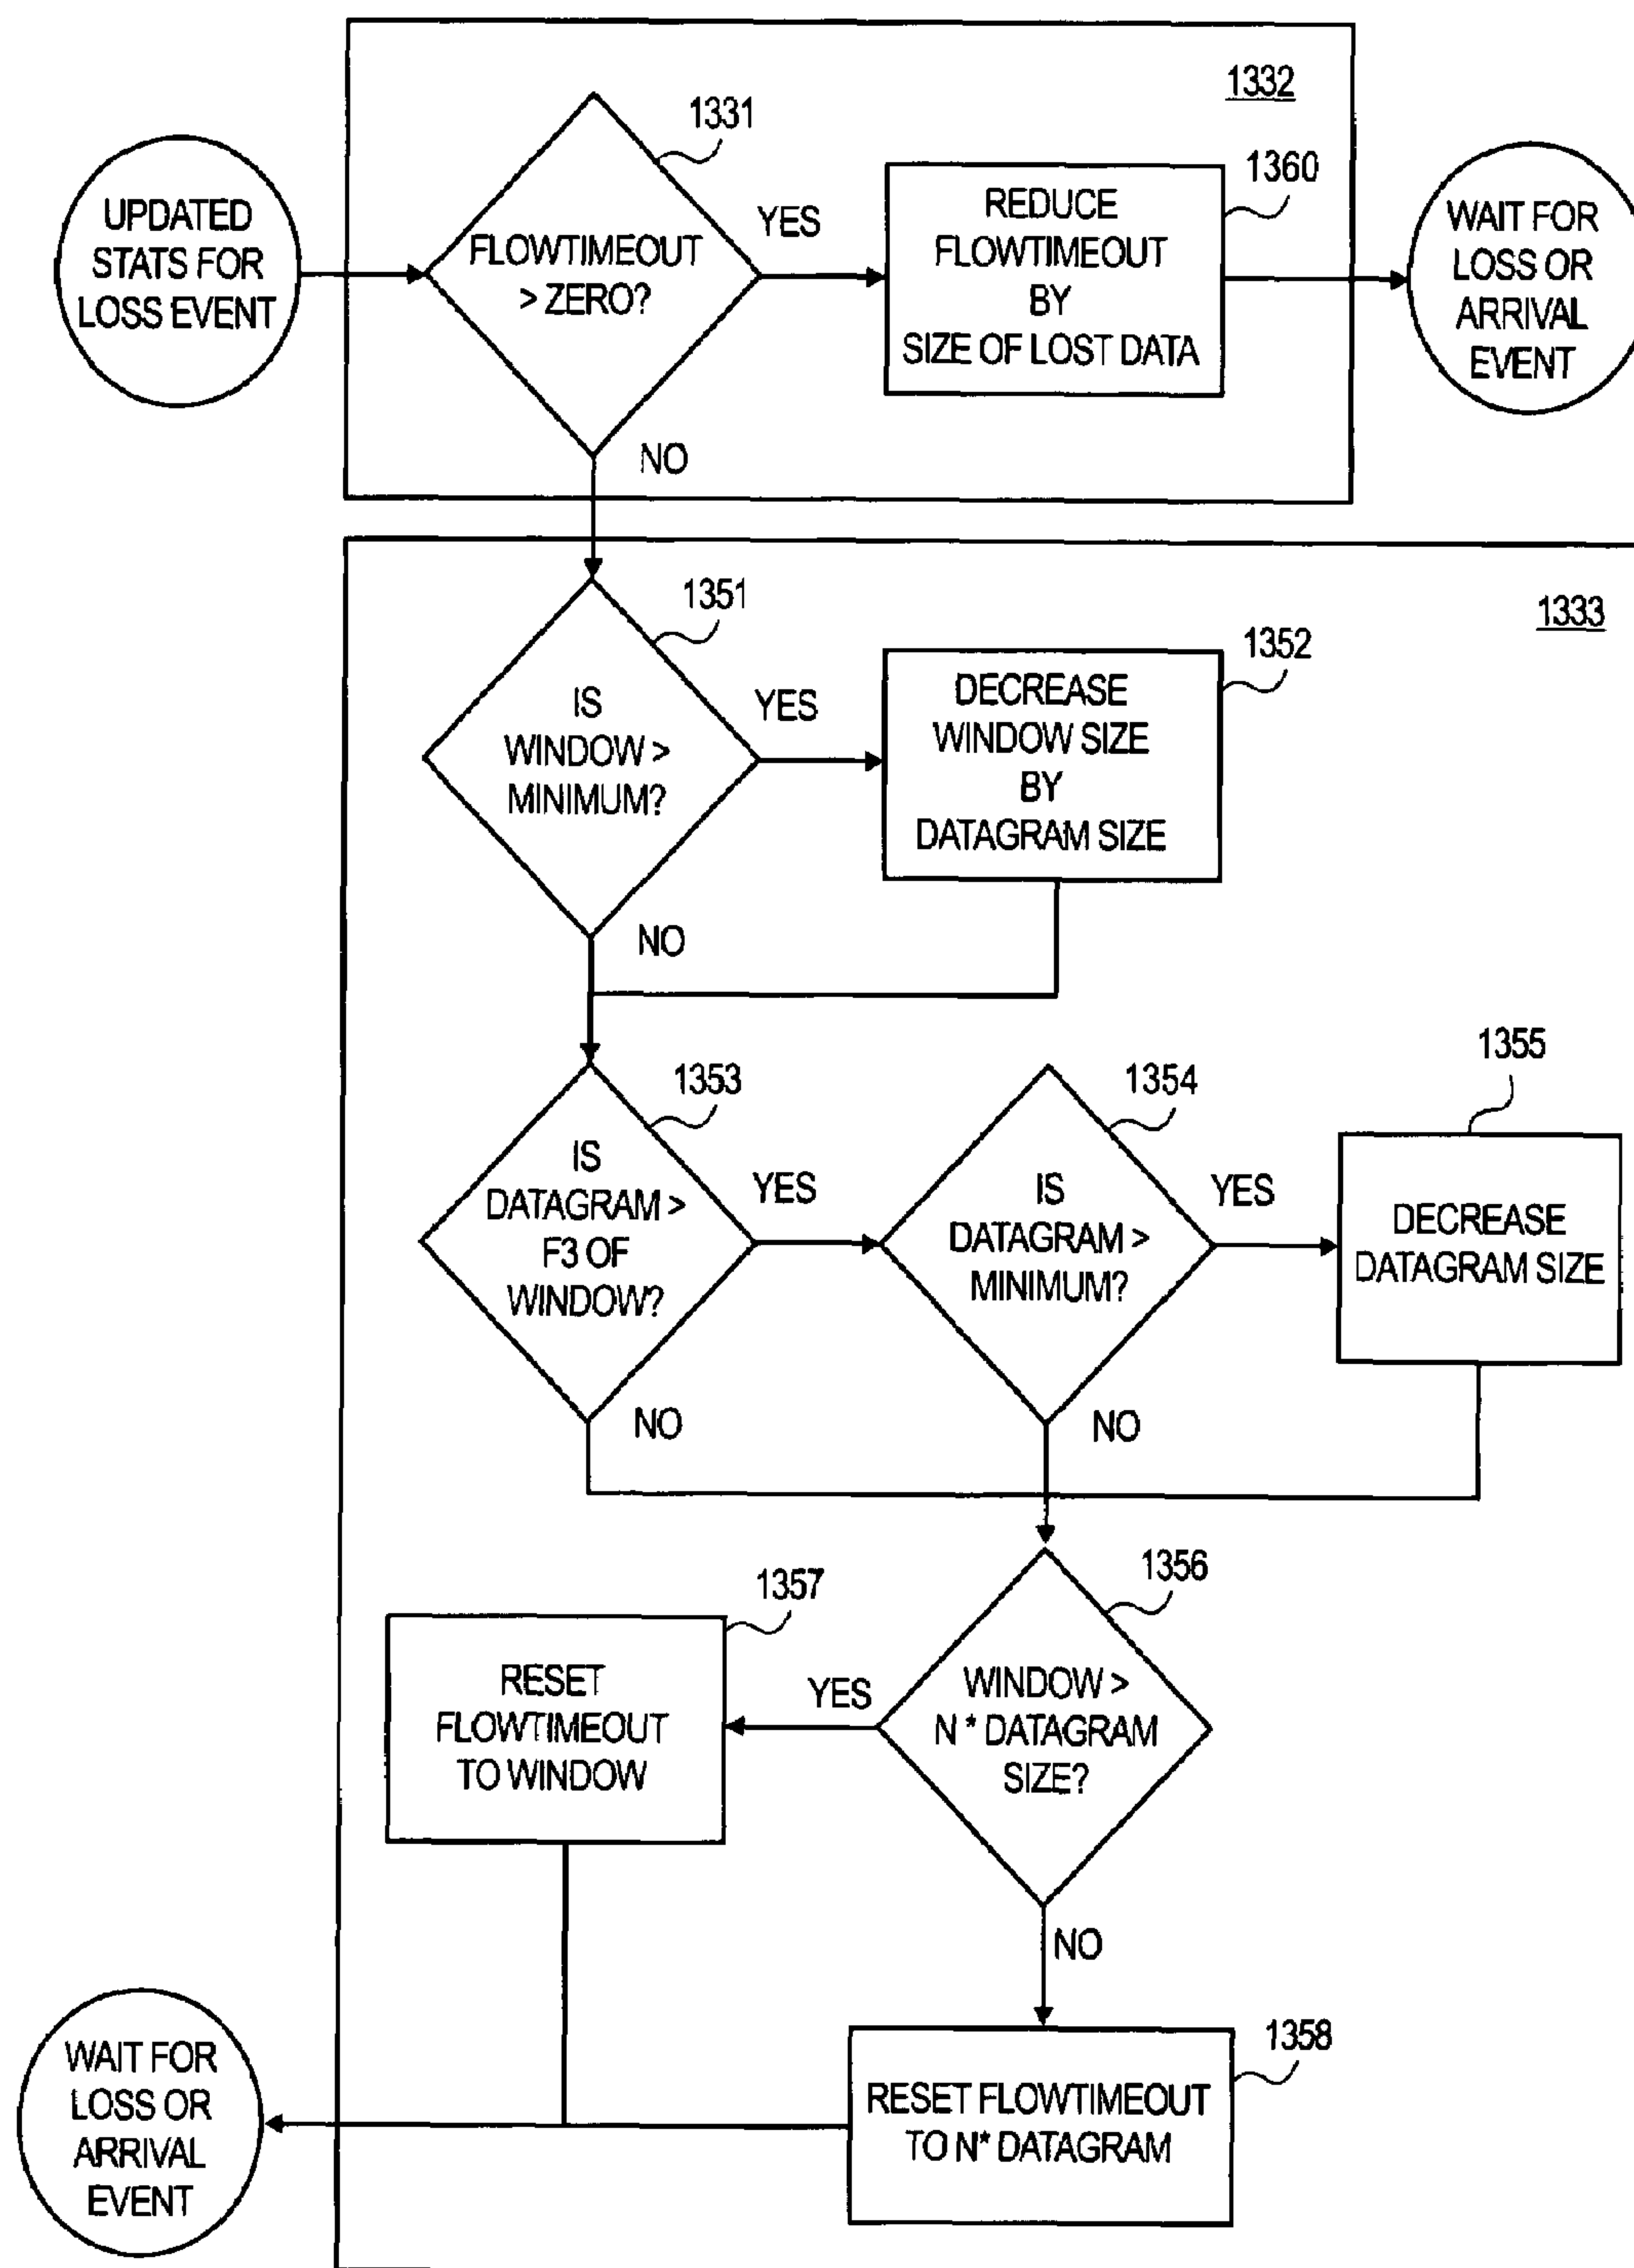 1332
1331
1360
UPDATED
STATS FOR
LOSS EVENT
FLOWTIMEOUT
> ZERO?
YES
REDUCE
FLOWTIMEOUT
BY
SIZE OF LOST DATA
WAIT FOR
LOSS OR
ARRIVAL
EVENT
NO
1333
1351
1352
IS
WINDOW >
MINIMUM?
YES
DECREASE
WINDOW SIZE
BY
DATAGRAM SIZE
NO
1353
1354
1355
IS
DATAGRAM >
F3 OF
WINDOW?
YES
IS
DATAGRAM >
MINIMUM?
YES
DECREASE
DATAGRAM SIZE
NO
NO
1356
1357
WINDOW >
N * DATAGRAM
SIZE?
YES
RESET
FLOWTIMEOUT
TO WINDOW
NO
1358
RESET FLOWTIMEOUT
TO N* DATAGRAM
WAIT FOR
LOSS OR
ARRIVAL
EVENT